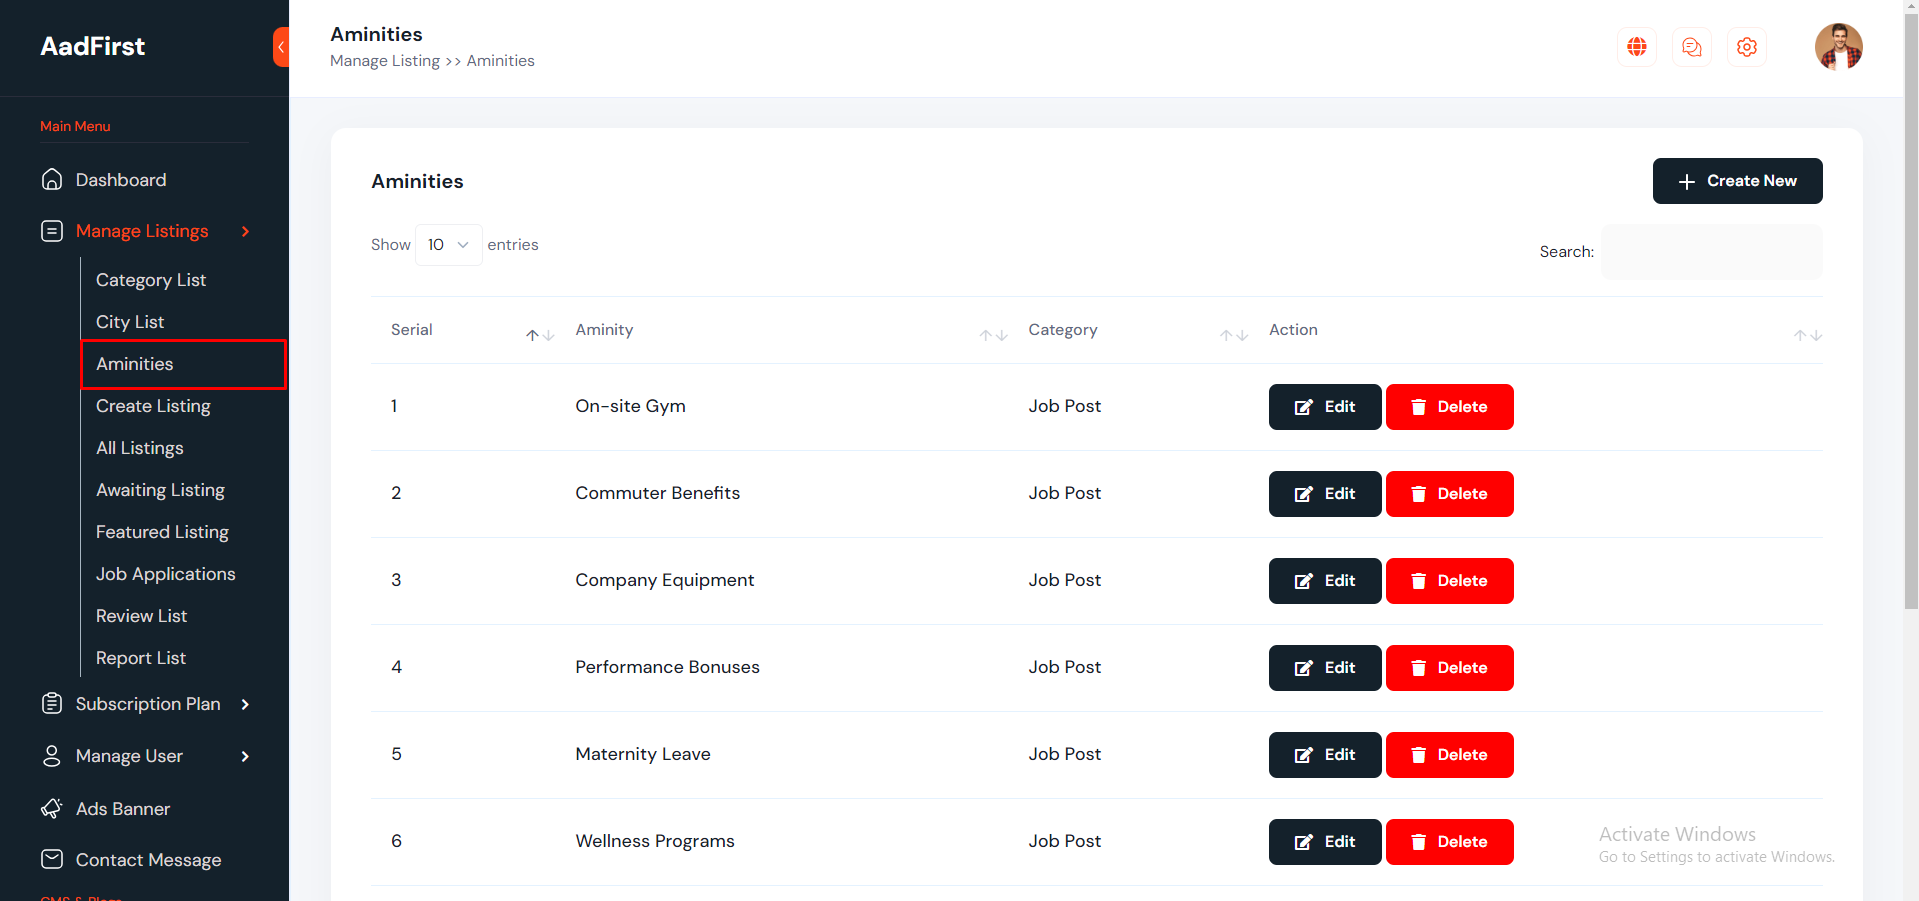 AadFirst
Main Menu
Dashboard
Manage Listings
Category List
City List
Aminities
Create Listing
All Listings
Awaiting Listing
Featured Listing
Job Applications
Review List
Report List
Subscription Plan
Manage User
Ads Banner
Contact Message
CMS & Blogs
Aminities
Manage Listing >> Aminities
Aminities
Create New
Show 10 entries
Search:
Serial Aminity Category Action
1 On-site Gym Job Post Edit Delete
2 Commuter Benefits Job Post Edit Delete
3 Company Equipment Job Post Edit Delete
4 Performance Bonuses Job Post Edit Delete
5 Maternity Leave Job Post Edit Delete
6 Wellness Programs Job Post Edit Delete
Activate Windows
Go to Settings to activate Windows.